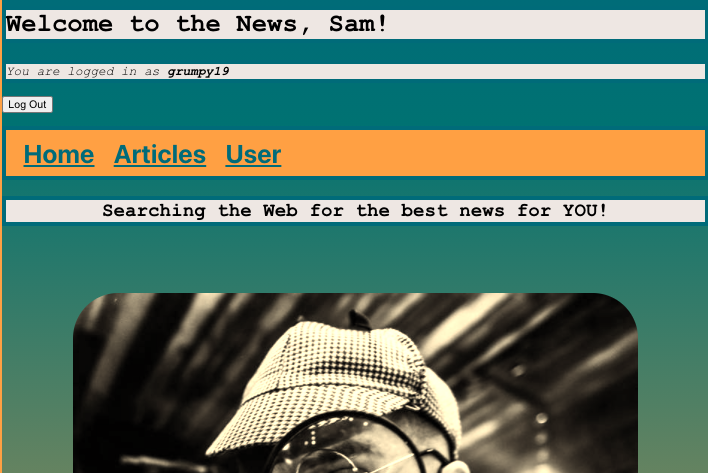 Welcome to the News, Sam!
You are logged in as grumpy19
Log Out
Home Articles User
Searching the Web for the best news for YOU!